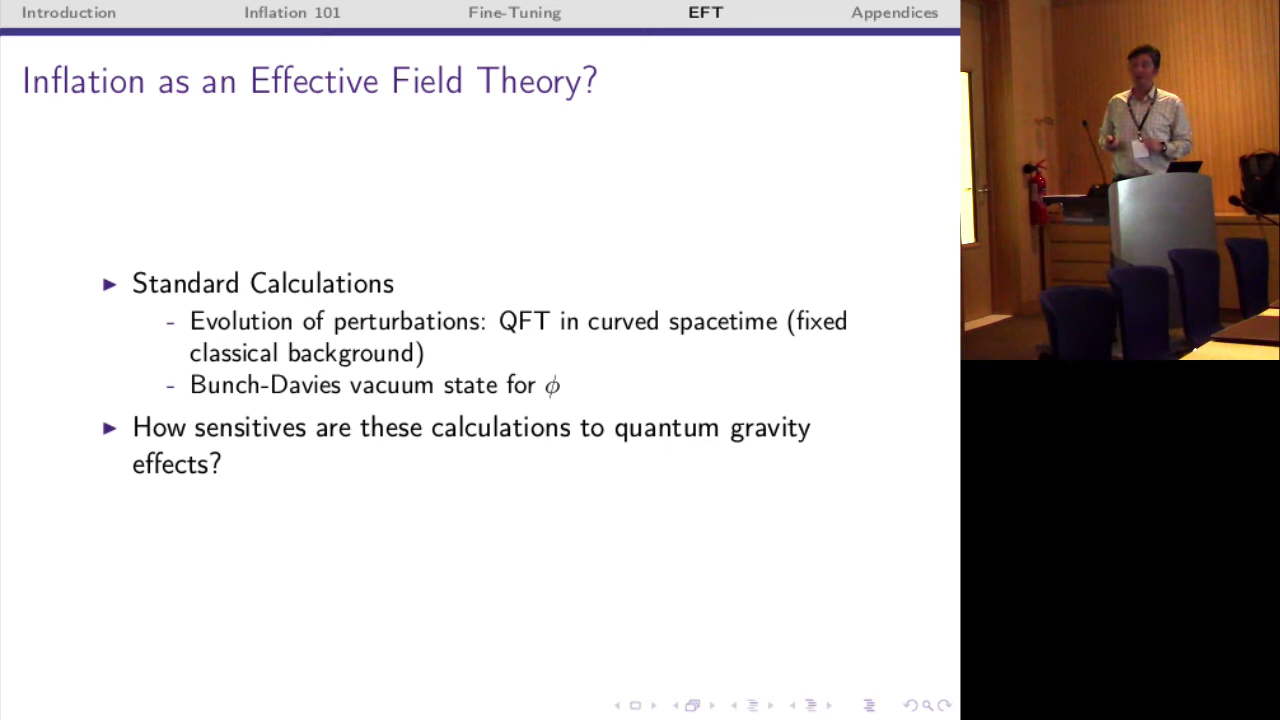 Introduction Inflation 101 Fine-Tuning EFT Appendices
Inflation as an Effective Field Theory?
► Standard Calculations
- Evolution of perturbations: QFT in curved spacetime (fixed
classical background)
- Bunch-Davies vacuum state for ϕ
► How sensitives are these calculations to quantum gravity
effects?